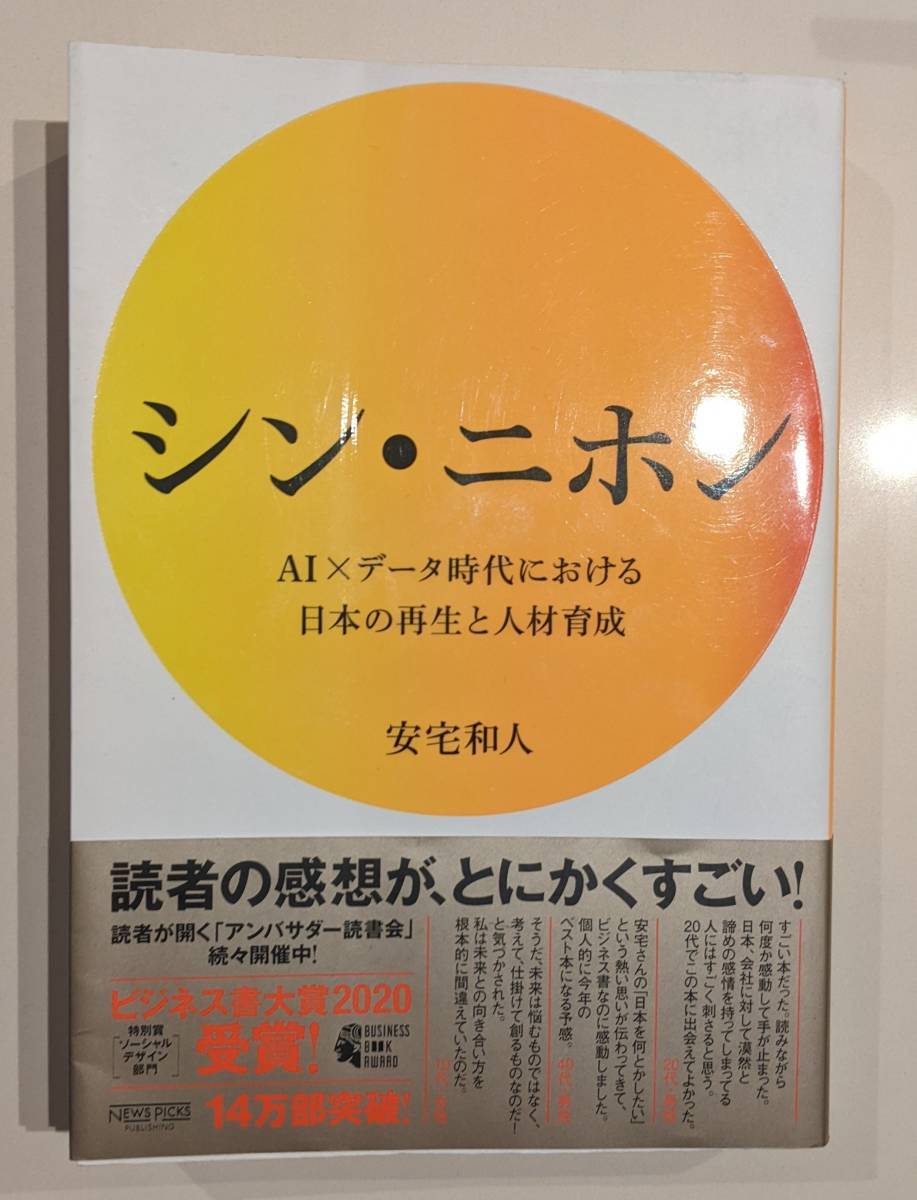 シン・ニホン
AI×データ時代における
日本の再生と人材育成
安宅和人
読者の感想が、とにかくすごい!
読者が開く「アンバサダー読書会」
続々開催中!
ビジネス書大賞2020
特別賞
ソーシャル
デザイン
部門
受賞!
BUSINESS
BOOK
AWARD
14万部突破!
NEWS PICKS
PUBLISHING
すごい本だった。読みながら
何度か感動して手が止まった。
日本、会社に対して漠然と
諦めの感情を持ってしまってる
人にはすごく刺さると思う。
20代でこの本に出会えてよかった。
安宅さんの「日本を何とかしたい」
という熱い思いが伝わってきて、
ビジネス書なのに感動しました。
個人的に今年の
ベスト本になる予感。
そうだ、未来は悩むものではなく、
考えて、仕掛けて創るものなのだ!
と気づかされた。
私は未来との向き合い方を
根本的に間違えていたのだ。